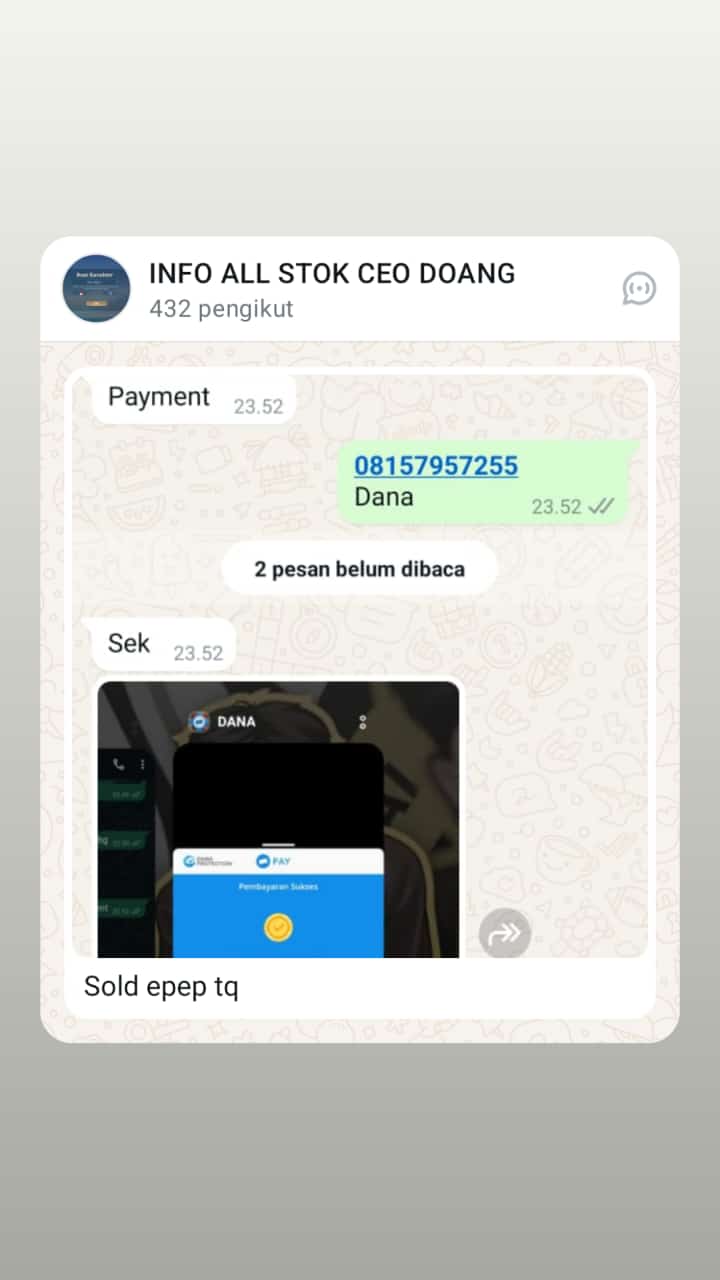 INFO ALL STOK CEO DOANG
432 pengikut
Payment 23.52
08157957255
Dana 23.52
2 pesan belum dibaca
Sek 23.52
DANA
PAY
Pembayaran Sukses
Sold epep tq